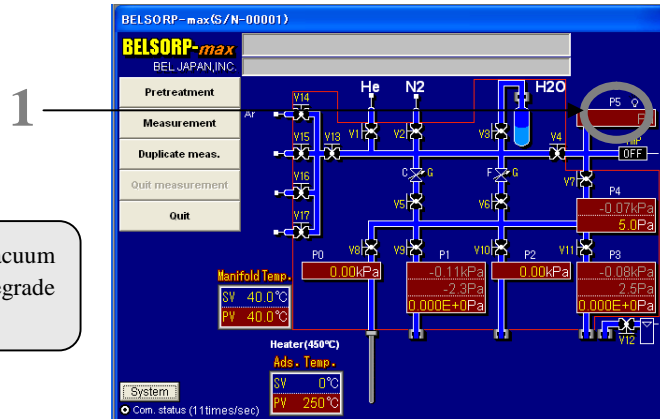 BELSORP-max(S/N-00001)
BELSORP-max
BEL JAPAN,INC.
Pretreatment
Measurement
Duplicate meas.
Quit measurement
Quit
1
He N2 H2O
P5
Pa
V14
Ar
V15 V13 V1 V2 V3 V4
OFF
V16
C G F G
V7
P4
-0.07kPa
5.0Pa
V17
V5 V6
acuum
egrade
V8 V9 V10 V11
P0 P1 P2 P3
0.00kPa -0.11kPa 0.00kPa -0.08kPa
-2.3Pa 2.5Pa
0.000E+0Pa 0.000E+0Pa
Manifold Temp.
SV 40.0°C
PV 40.0°C
V12
Heater(450°C)
Ads. Temp.
SV 0°C
PV 250°C
System
Com. status (11times/sec)